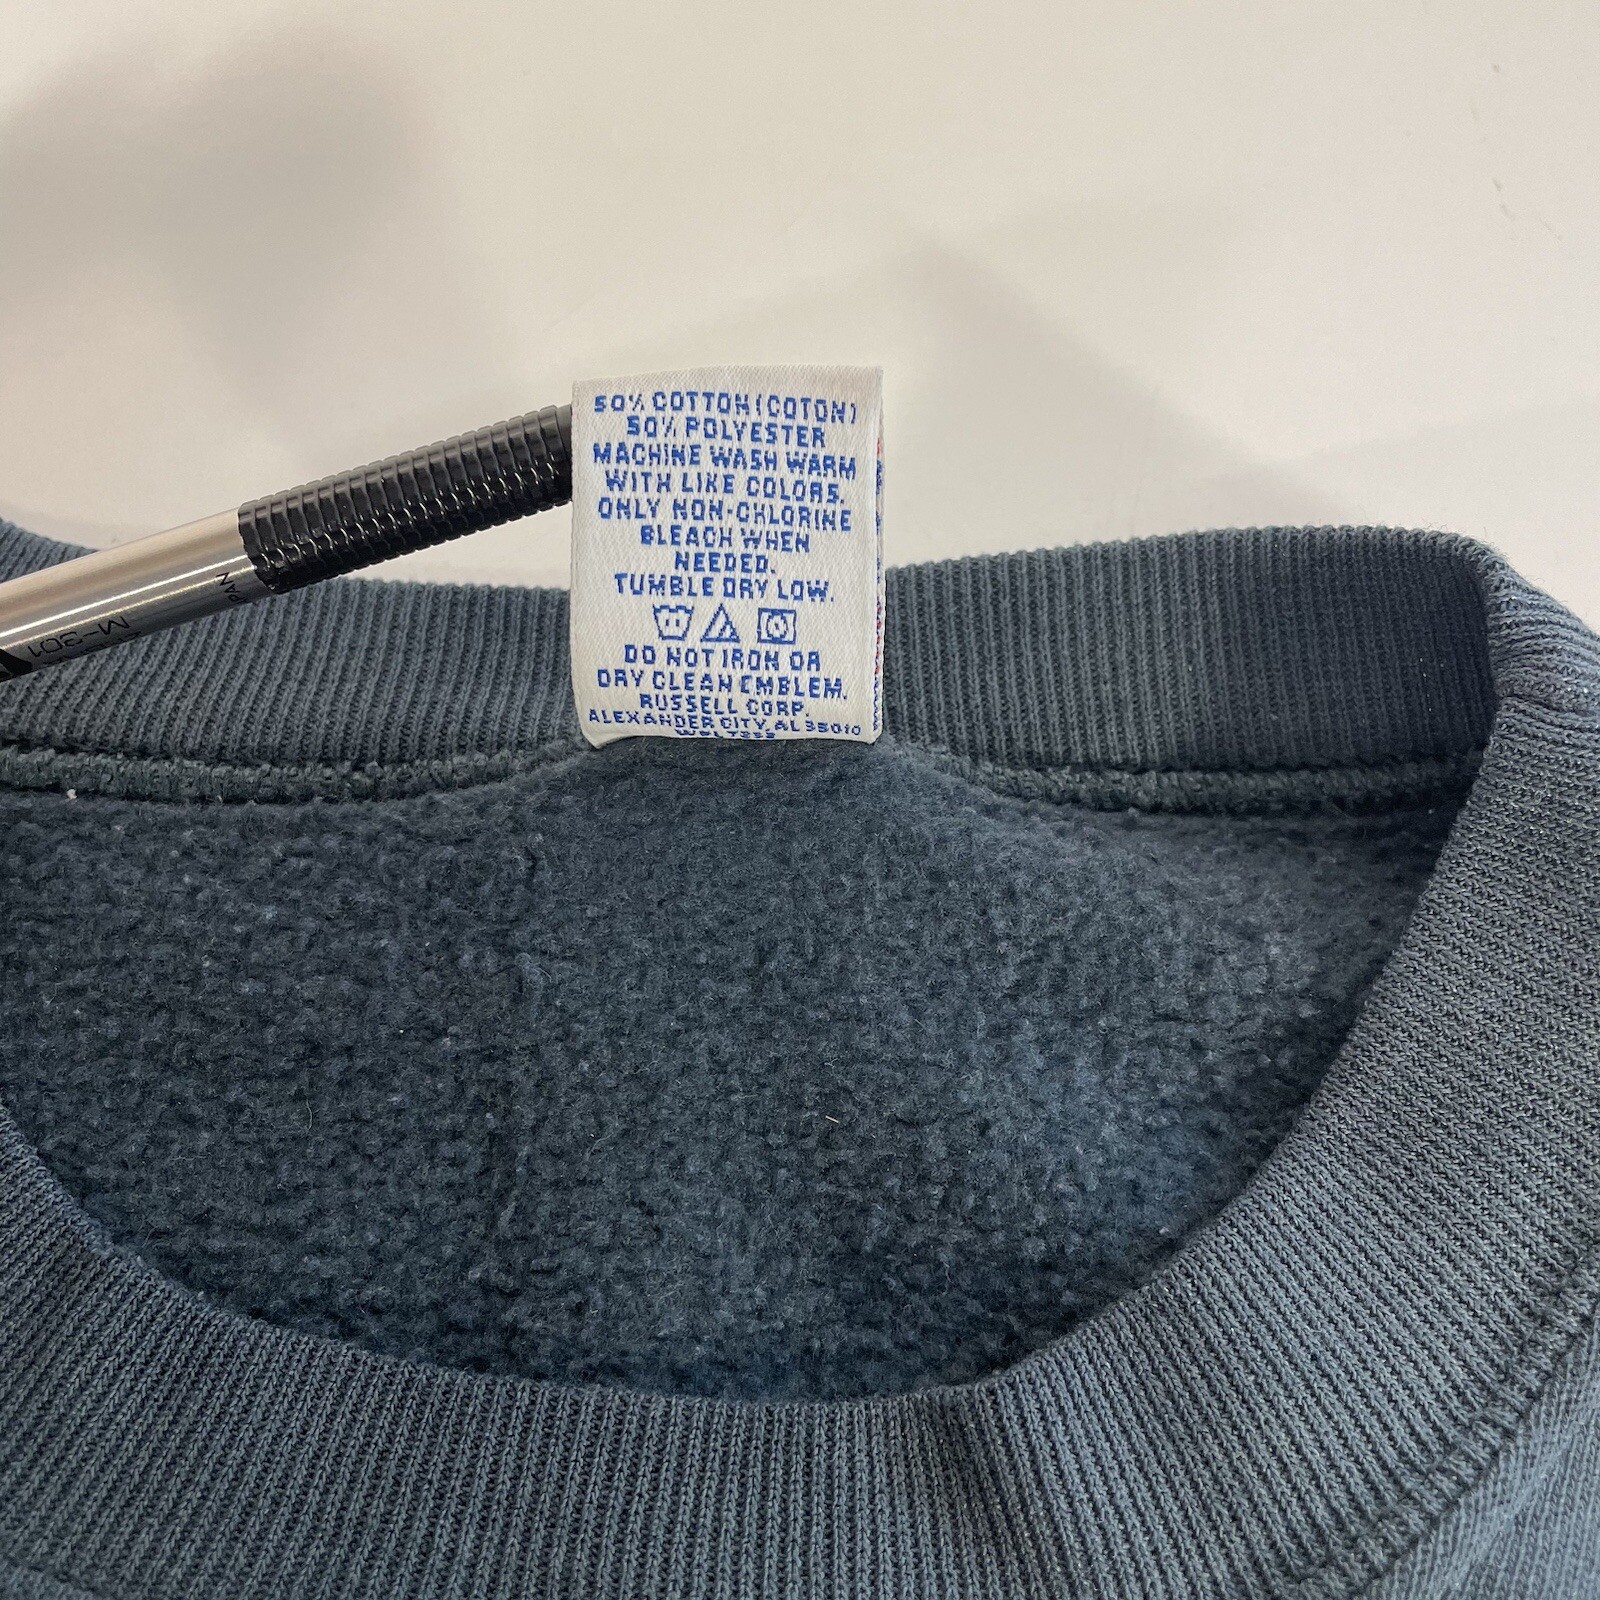 50% COTTON (COTON)
50% POLYESTER
MACHINE WASH WARM
WITH LIKE COLORS.
ONLY NON-CHLORINE
BLEACH WHEN
NEEDED.
TUMBLE DRY LOW.
DO NOT IRON OR
DRY CLEAN EMBLEM.
RUSSELL CORP.
ALEXANDER CITY, AL 35010
M-301
PAN